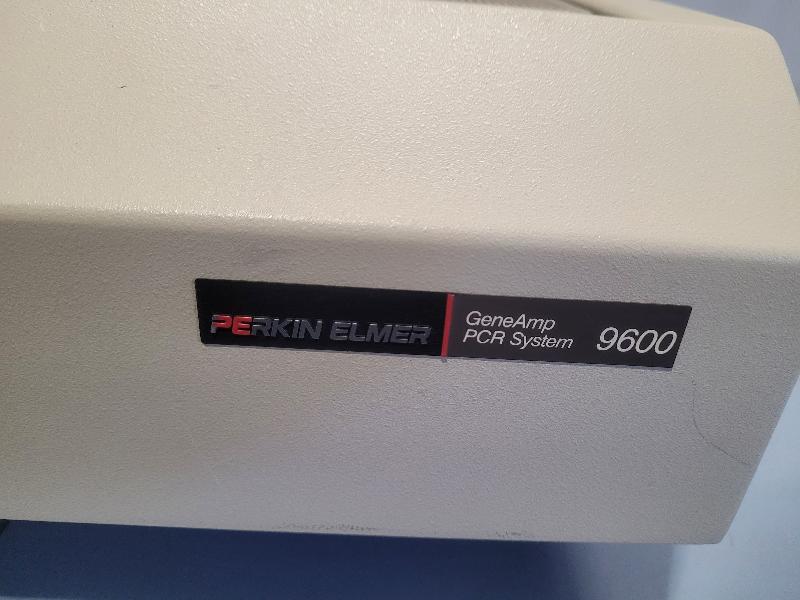 PERKIN ELMER
GeneAmp
PCR System
9600